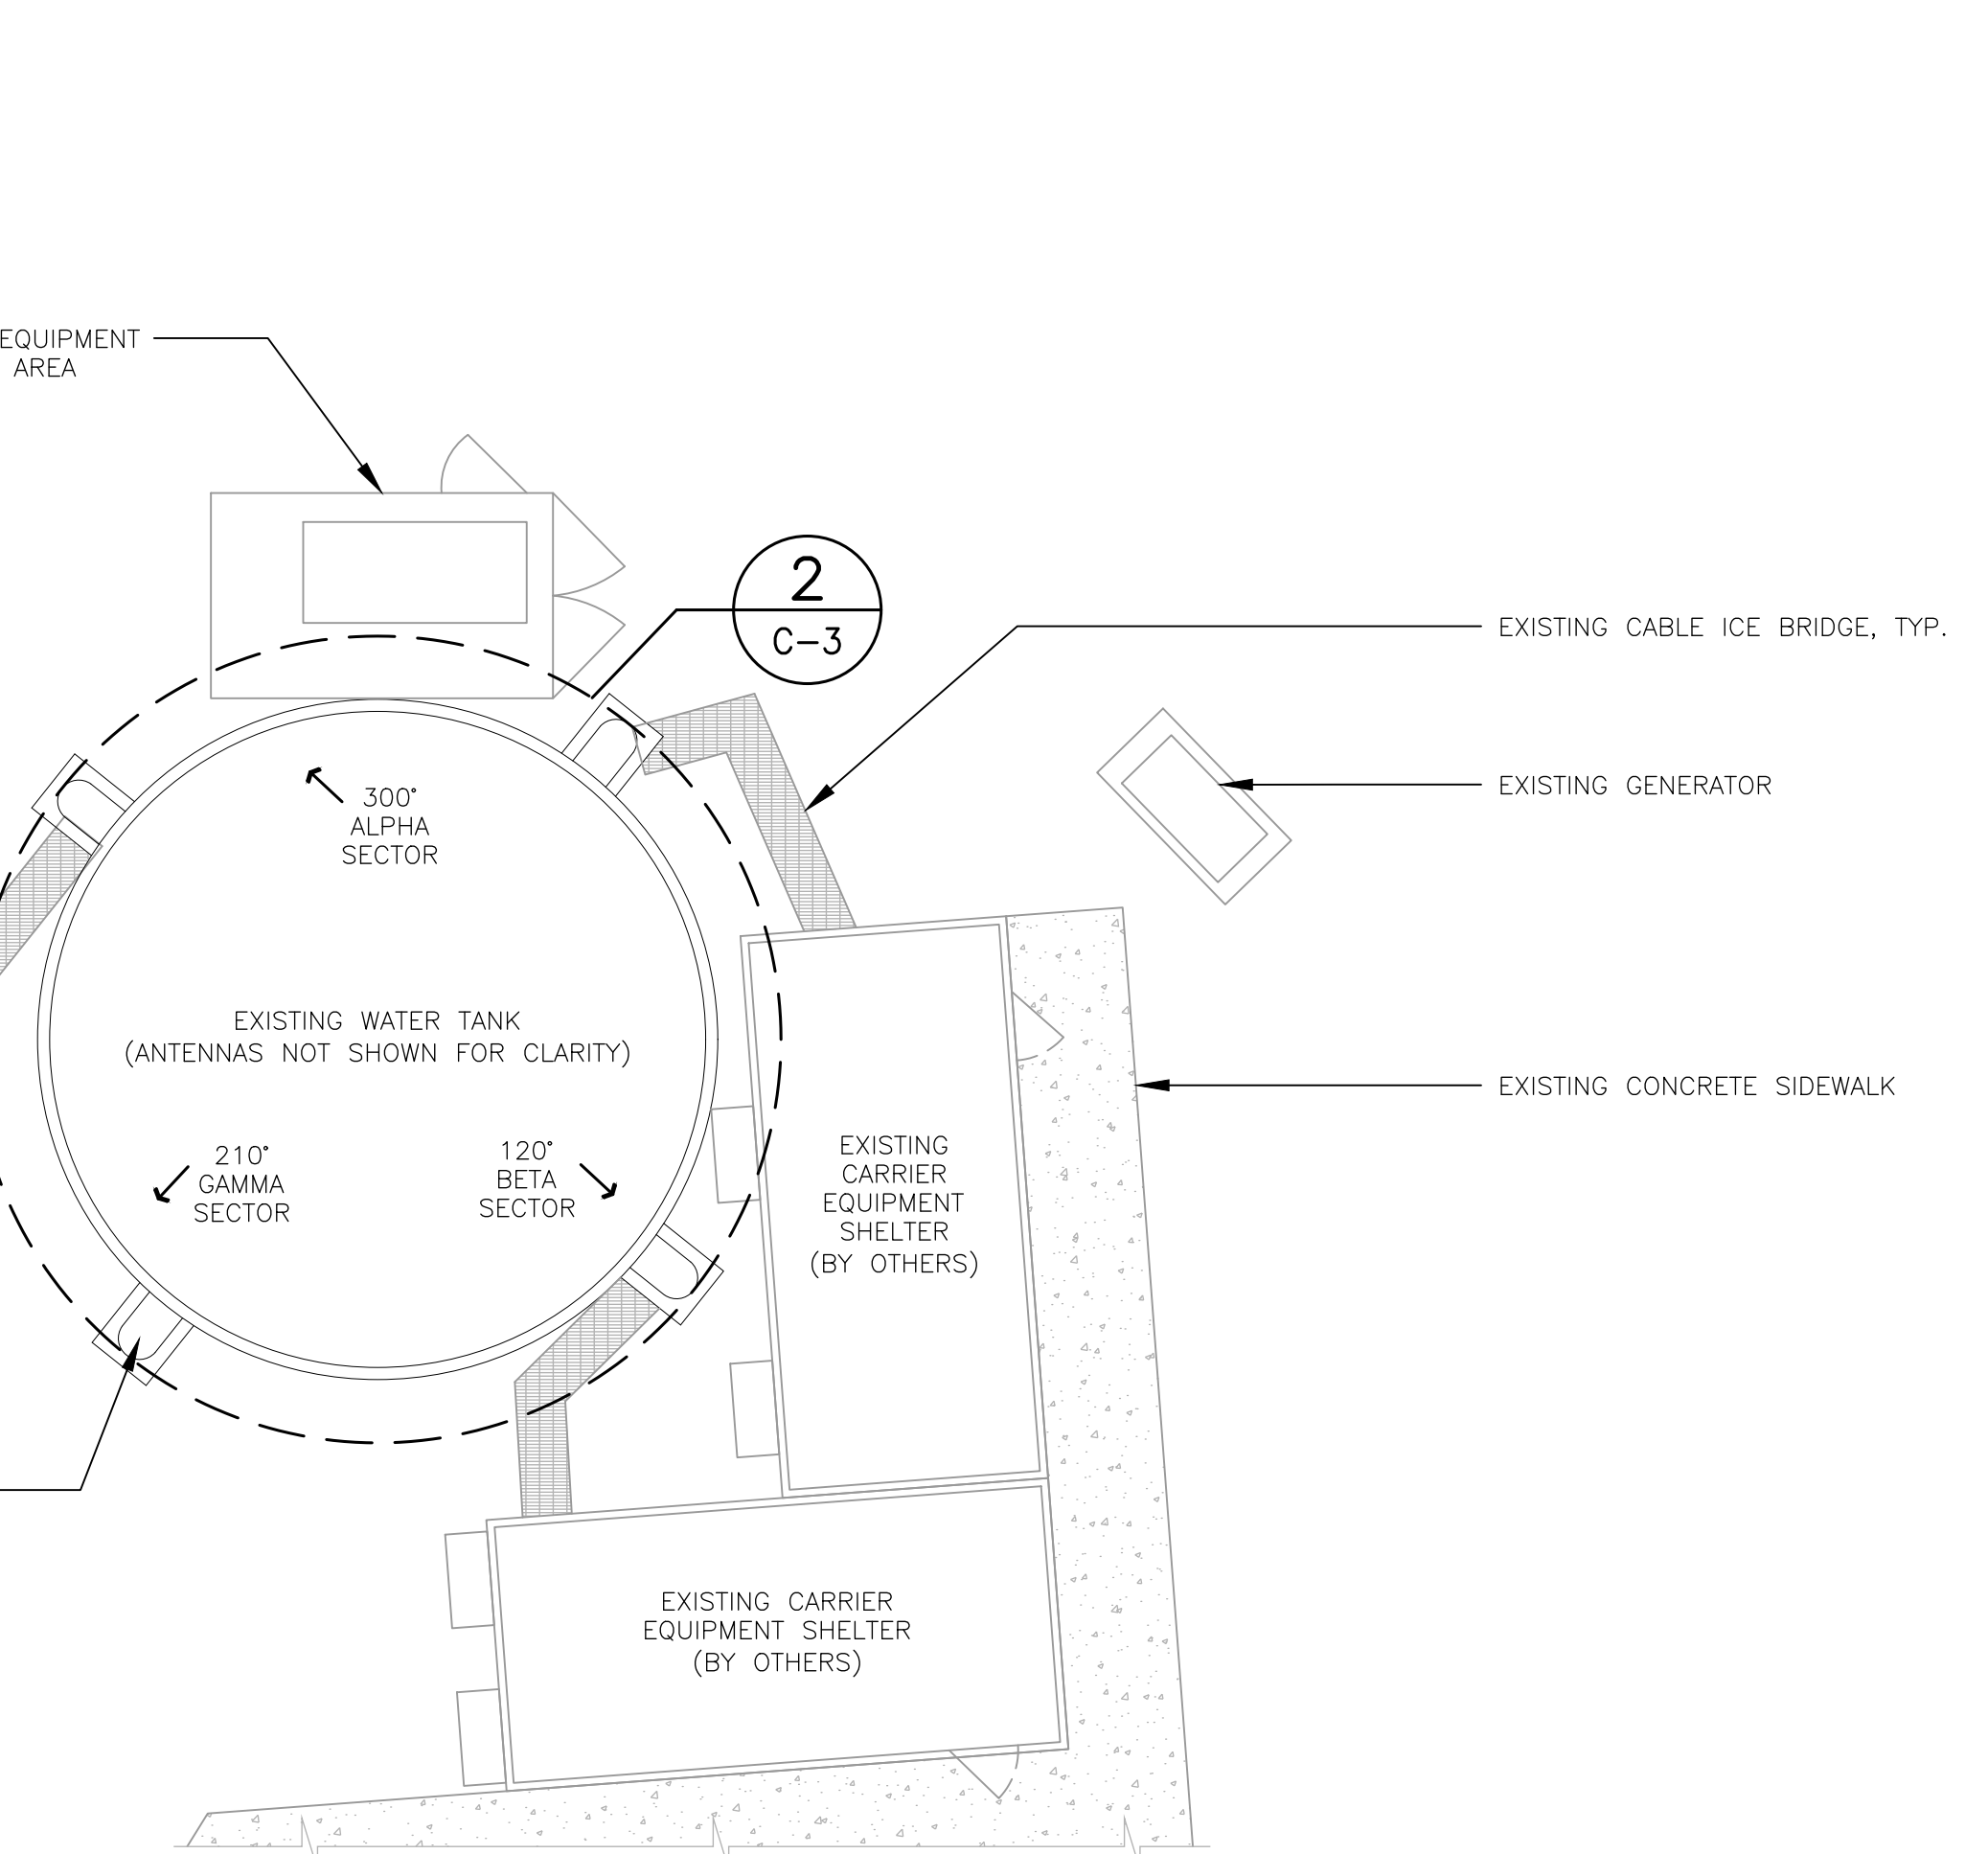 EQUIPMENT
AREA
2
C-3
EXISTING CABLE ICE BRIDGE, TYP.
EXISTING GENERATOR
300°
ALPHA
SECTOR
EXISTING WATER TANK
(ANTENNAS NOT SHOWN FOR CLARITY)
EXISTING CONCRETE SIDEWALK
210°
GAMMA
SECTOR
120°
BETA
SECTOR
EXISTING
CARRIER
EQUIPMENT
SHELTER
(BY OTHERS)
EXISTING CARRIER
EQUIPMENT SHELTER
(BY OTHERS)